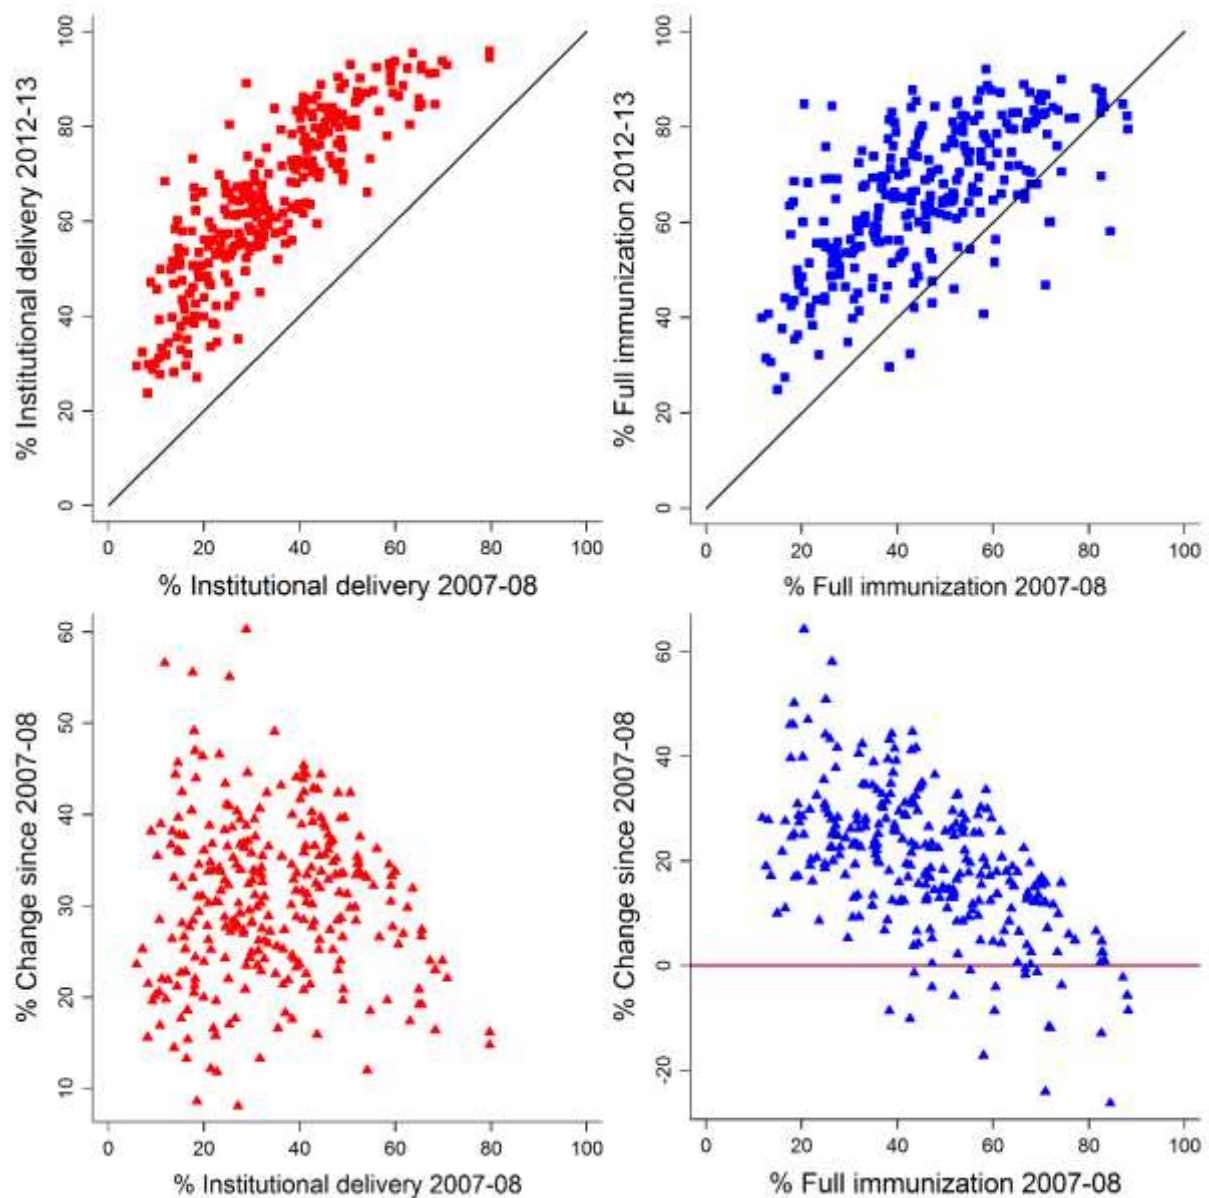 % Institutional delivery 2012-13
100
80
60
40
20
0
0 20 40 60 80 100
% Institutional delivery 2007-08
% Full immunization 2012-13
100
80
60
40
20
0
0 20 40 60 80 100
% Full immunization 2007-08
% Change since 2007-08
60
50
40
30
20
10
0 20 40 60 80 100
% Institutional delivery 2007-08
% Change since 2007-08
60
40
20
0
-20
0 20 40 60 80 100
% Full immunization 2007-08